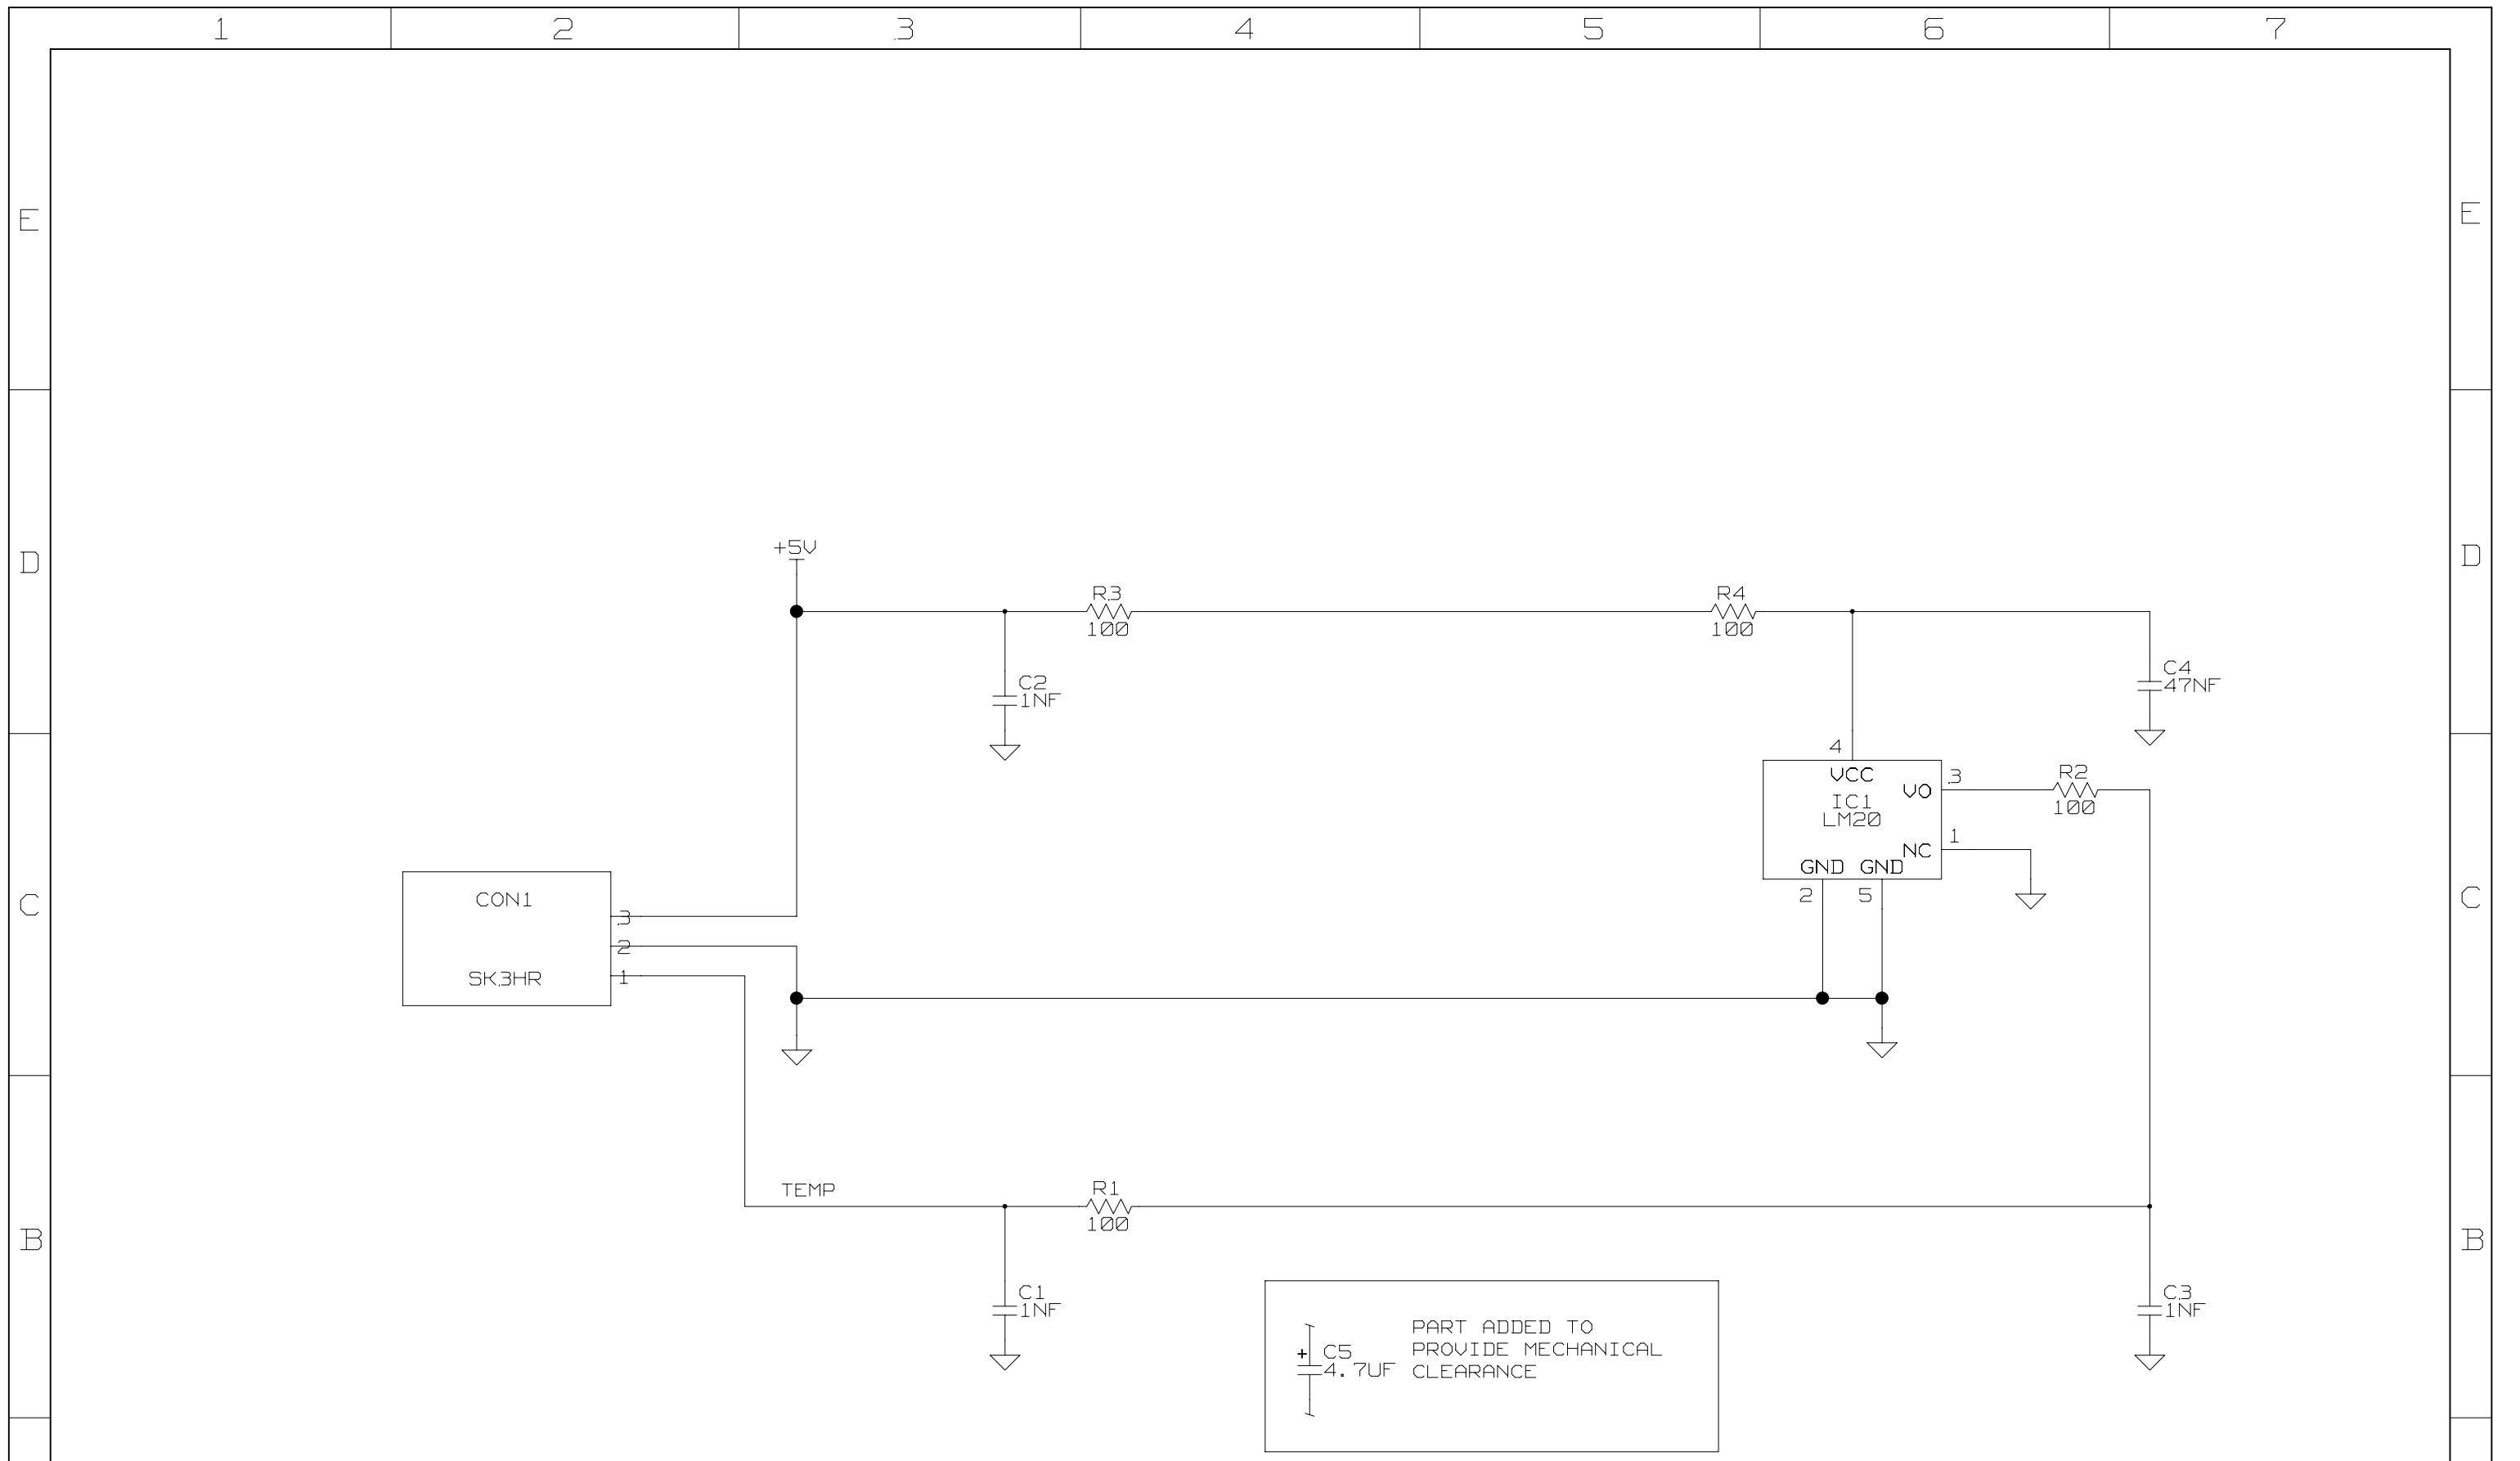 1 2 3 4 5 6 7
E E
D D
+5V
R3
100
R4
100
C2
1NF
C4
47NF
4
VCC
VO
3
IC1
LM20
R2
100
NC
1
GND GND
2 5
C C
CON1
3
2
SK3HR
1
TEMP
R1
100
B B
C1
1NF
C3
1NF
+
C5
4.7UF
PART ADDED TO
PROVIDE MECHANICAL
CLEARANCE